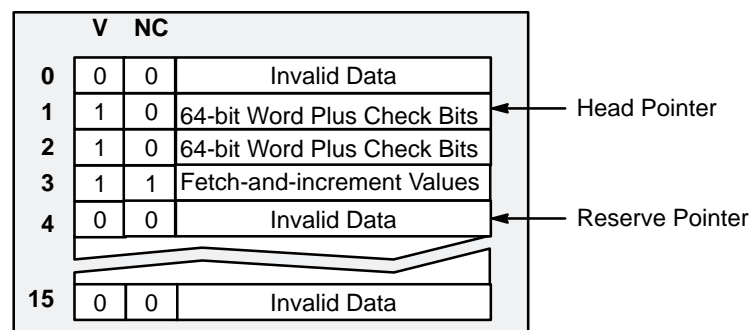 V NC
0 0 0 Invalid Data
1 1 0 64-bit Word Plus Check Bits Head Pointer
2 1 0 64-bit Word Plus Check Bits
3 1 1 Fetch-and-increment Values
4 0 0 Invalid Data Reserve Pointer
15 0 0 Invalid Data